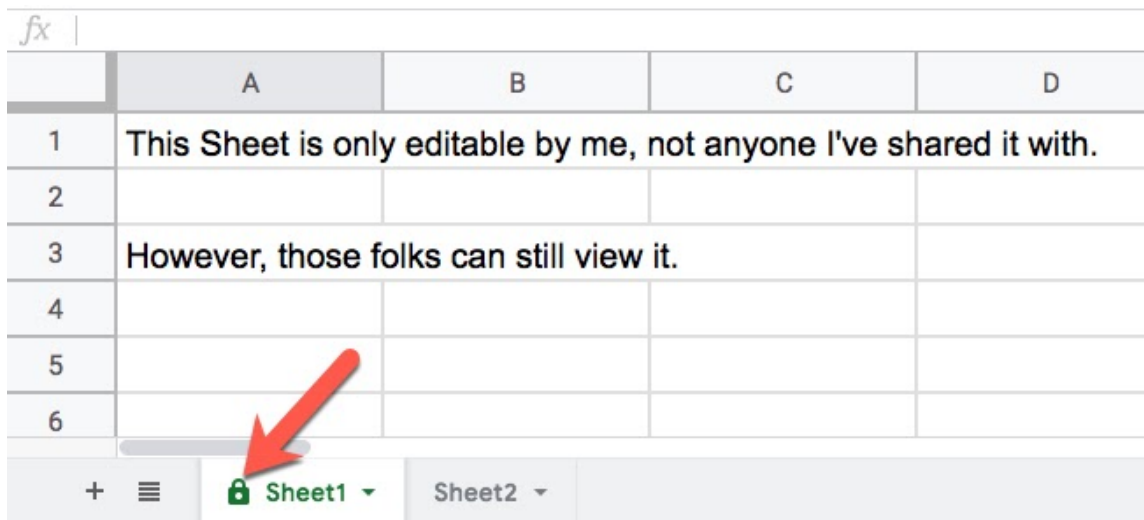 fx
A B C D
1 This Sheet is only editable by me, not anyone I've shared it with.
2
3 However, those folks can still view it.
4
5
6
+ Sheet1 Sheet2